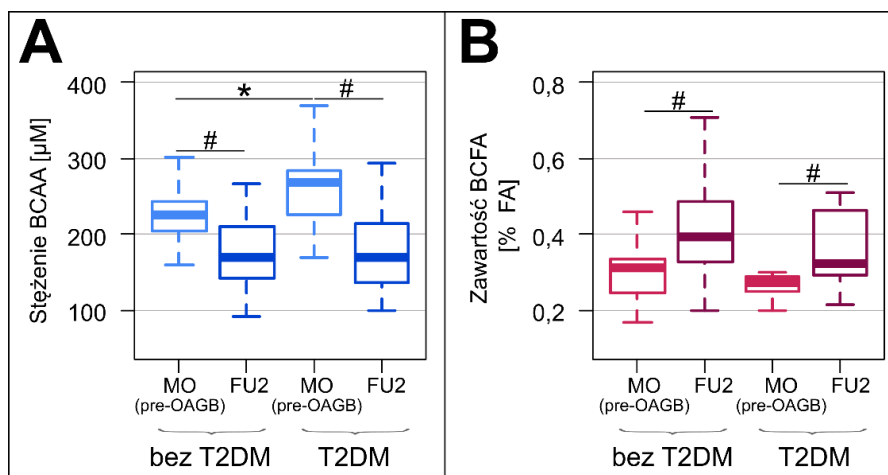 A
Stężenie BCAA [µM]
400
300
200
100
*
#
#
MO
(pre-OAGB)
FU2
MO
(pre-OAGB)
FU2
bez T2DM
T2DM
B
Zawartość BCFA
[% FA]
0,8
0,6
0,4
0,2
#
#
MO
(pre-OAGB)
FU2
MO
(pre-OAGB)
FU2
bez T2DM
T2DM